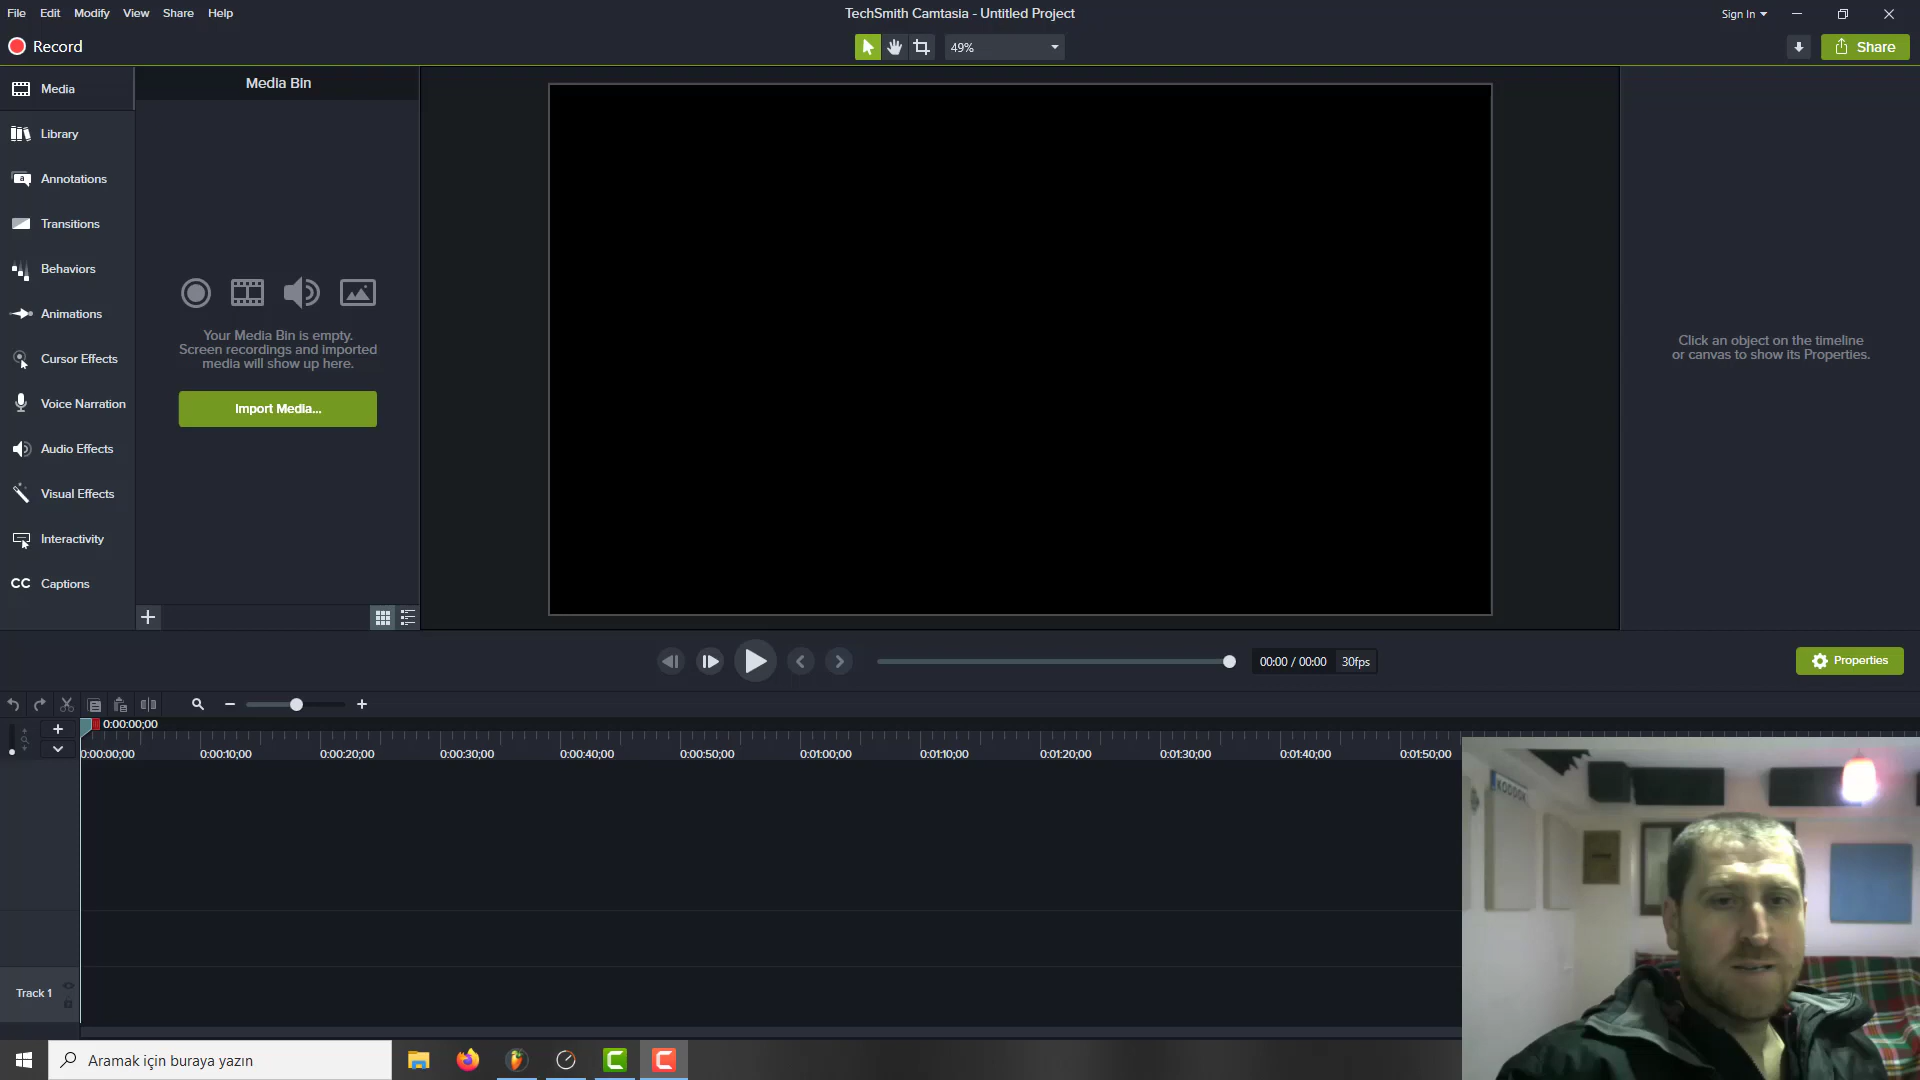 File Edit Modify View Share Help
TechSmith Camtasia - Untitled Project
Sign In
Record
49%
Share
Media
Media Bin
Library
Annotations
Transitions
Behaviors
Animations
Cursor Effects
Voice Narration
Audio Effects
Visual Effects
Interactivity
CC Captions
Your Media Bin is empty.
Screen recordings and imported
media will show up here.
Import Media...
Click an object on the timeline
or canvas to show its Properties.
00:00 / 00:00 30fps
Properties
0:00:00;00
0:00:00;00 0:00:10;00 0:00:20;00 0:00:30;00 0:00:40;00 0:00:50;00 0:01:00;00 0:01:10;00 0:01:20;00 0:01:30;00 0:01:40;00 0:01:50;00
Track 1
Aramak için buraya yazın